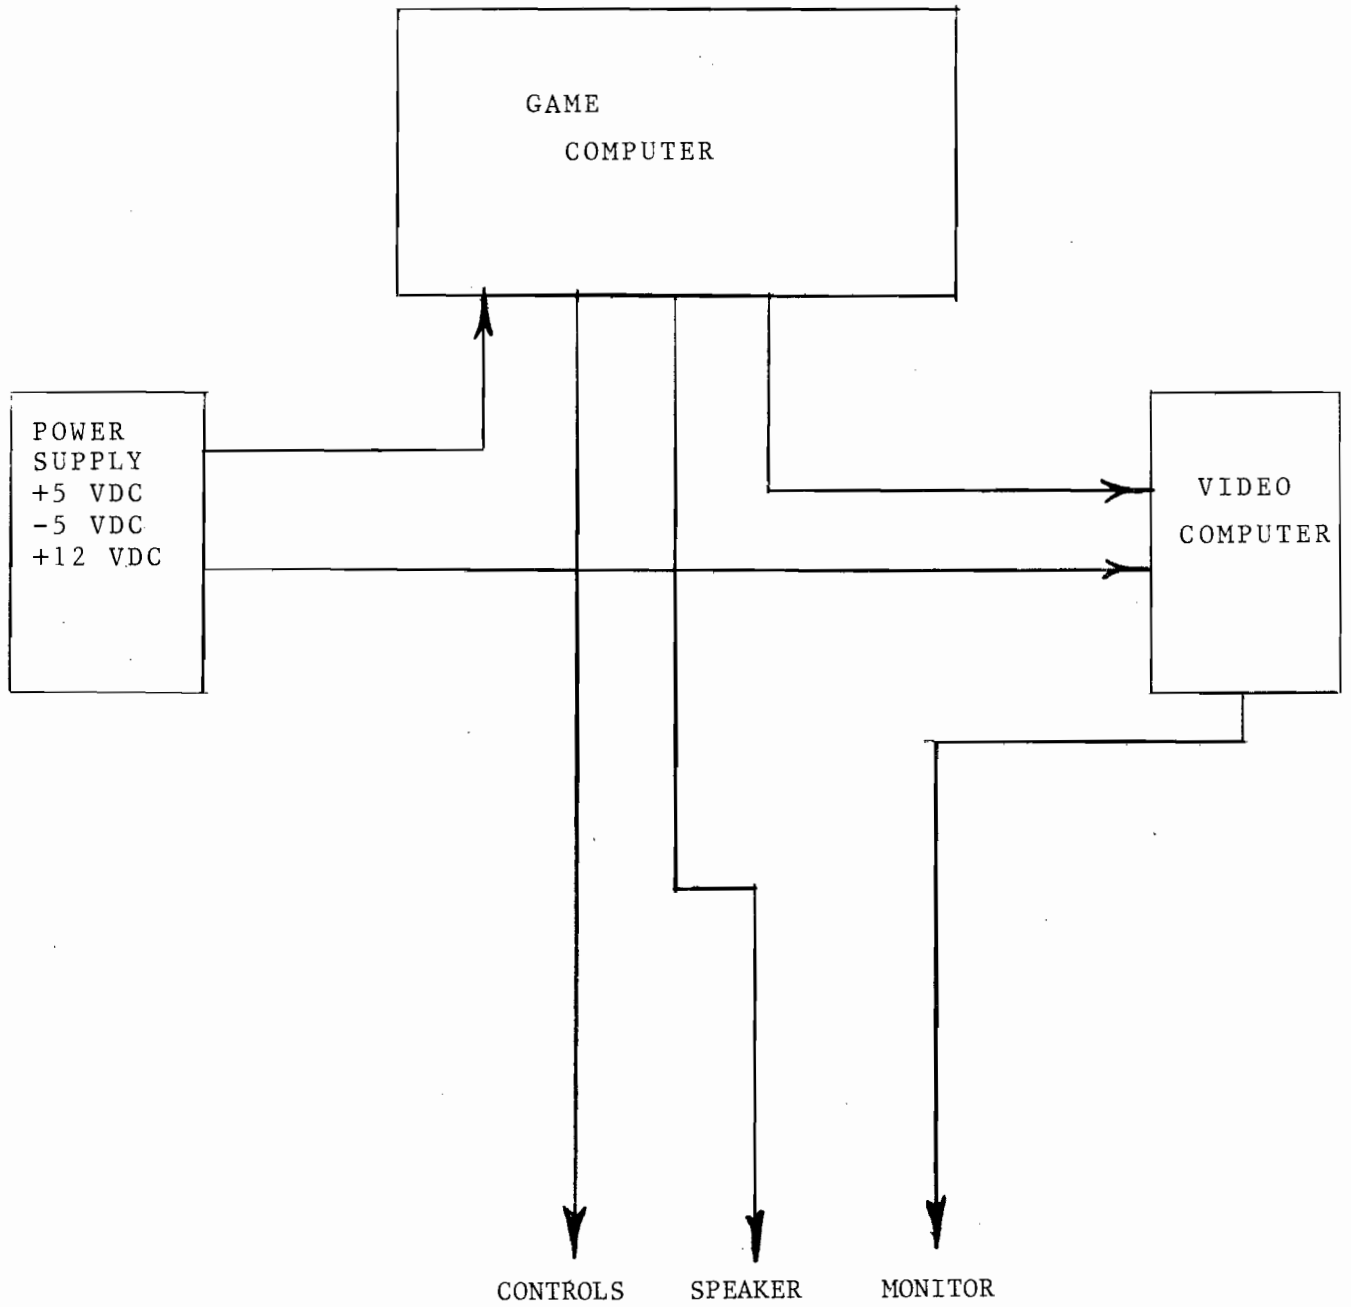 GAME
COMPUTER
POWER
SUPPLY
+5 VDC
-5 VDC
+12 VDC
VIDEO
COMPUTER
CONTROLS
SPEAKER
MONITOR